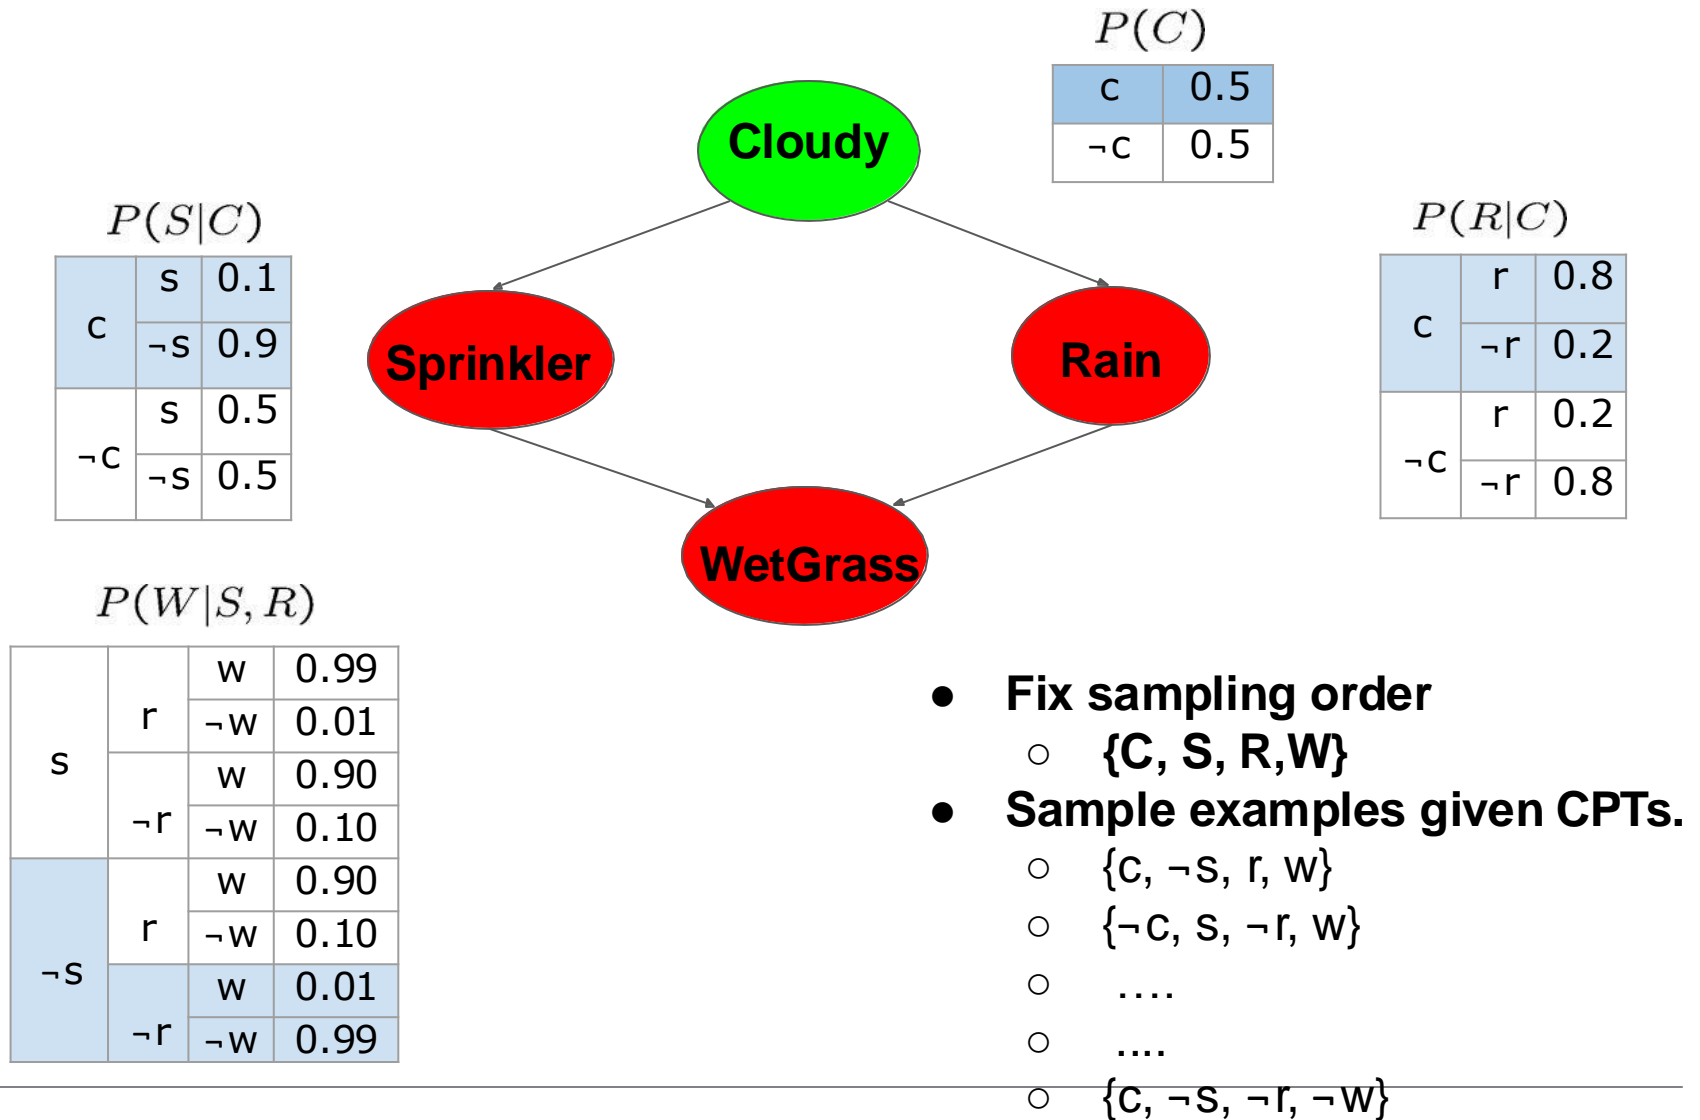 P(C)
c 0.5
¬c 0.5
Cloudy
P(S|C)
c s 0.1
¬s 0.9
¬c s 0.5
¬s 0.5
P(R|C)
c r 0.8
¬r 0.2
¬c r 0.2
¬r 0.8
Sprinkler
Rain
WetGrass
P(W|S, R)
s r w 0.99
¬w 0.01
¬r w 0.90
¬w 0.10
¬s r w 0.90
¬w 0.10
¬r w 0.01
¬w 0.99
● Fix sampling order
○ {C, S, R,W}
● Sample examples given CPTs.
○ {c, ¬s, r, w}
○ {¬c, s, ¬r, w}
○ ....
○ ....
○ {c, ¬s, ¬r, ¬w}